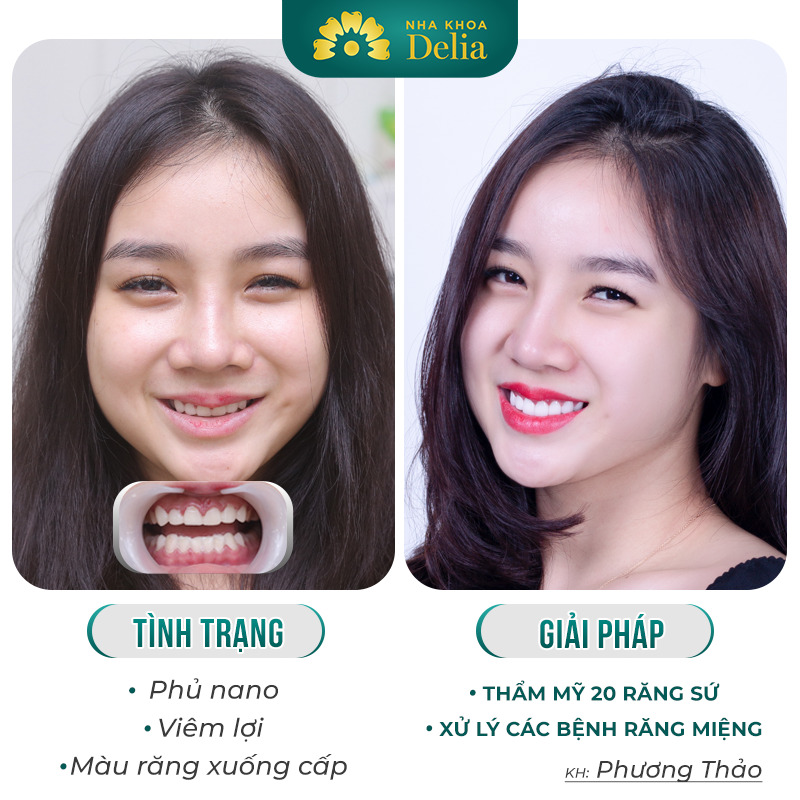 NHA KHOA
Delia
TÌNH TRẠNG
• Phủ nano
• Viêm lợi
• Màu răng xuống cấp
GIẢI PHÁP
• THẨM MỸ 20 RĂNG SỨ
• XỬ LÝ CÁC BỆNH RĂNG MIỆNG
KH: Phương Thảo